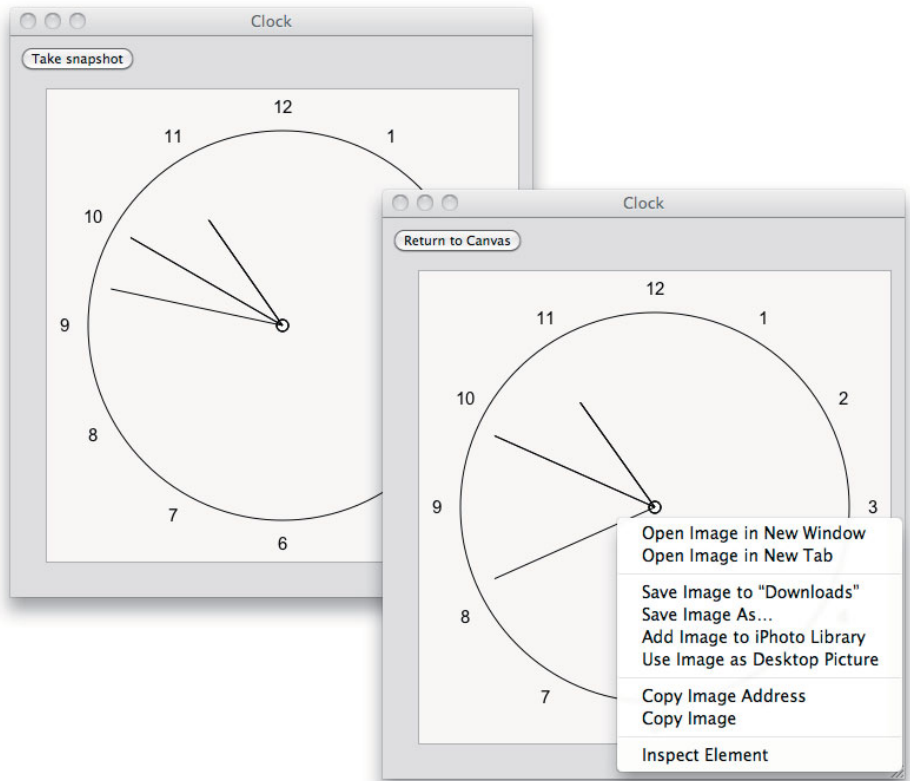 Clock
Take snapshot
12
11
1
10
9
8
7
6
Clock
Return to Canvas
12
11
1
10
2
9
3
8
7
Open Image in New Window
Open Image in New Tab
Save Image to “Downloads”
Save Image As...
Add Image to iPhoto Library
Use Image as Desktop Picture
Copy Image Address
Copy Image
Inspect Element